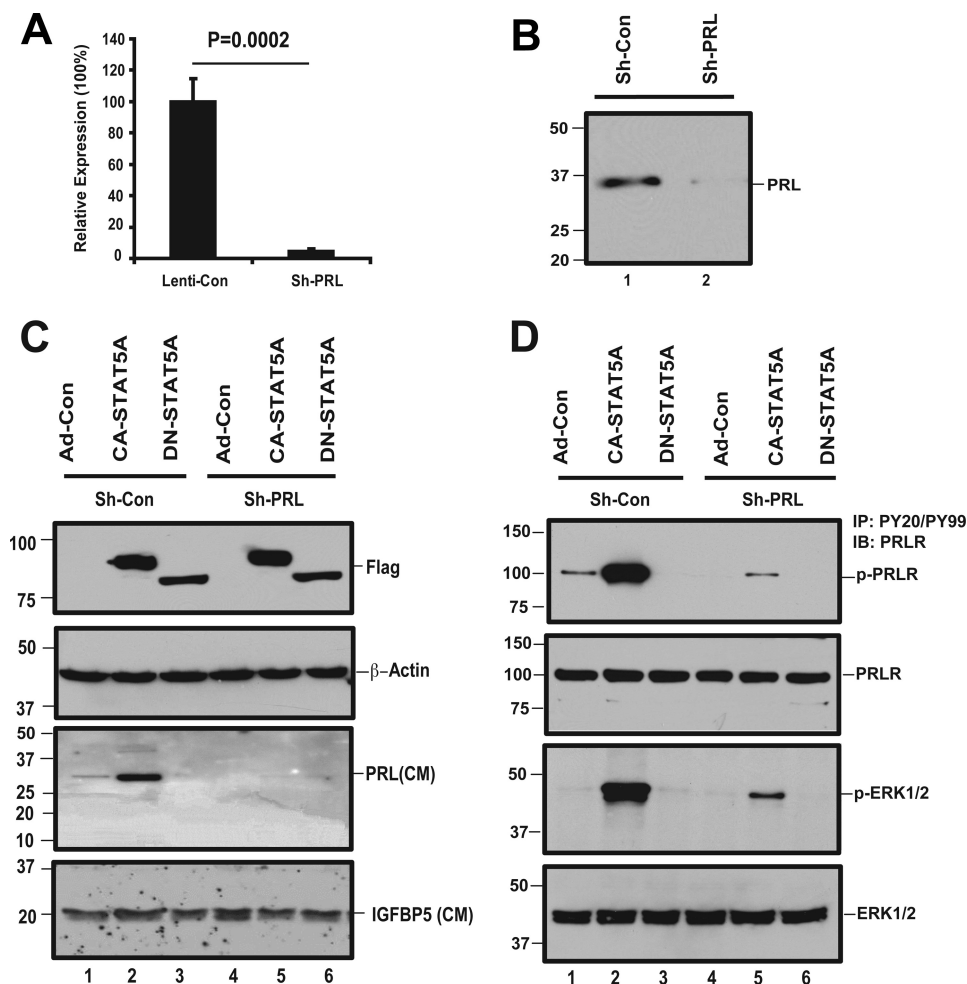 A
P=0.0002
Relative Expression (100%)
140
120
100
80
60
40
20
0
Lenti-Con Sh-PRL
B
Sh-Con Sh-PRL
50
37
25
20
PRL
1 2
C
Ad-Con CA-STAT5A DN-STAT5A Ad-Con CA-STAT5A DN-STAT5A
Sh-Con Sh-PRL
100
75
Flag
50
37
β-Actin
50
37
25
20
10
PRL(CM)
37
20
IGFBP5 (CM)
1 2 3 4 5 6
D
Ad-Con CA-STAT5A DN-STAT5A Ad-Con CA-STAT5A DN-STAT5A
Sh-Con Sh-PRL
IP: PY20/PY99
IB: PRLR
150
100
75
p-PRLR
150
100
75
PRLR
50
37
p-ERK1/2
50
37
ERK1/2
1 2 3 4 5 6